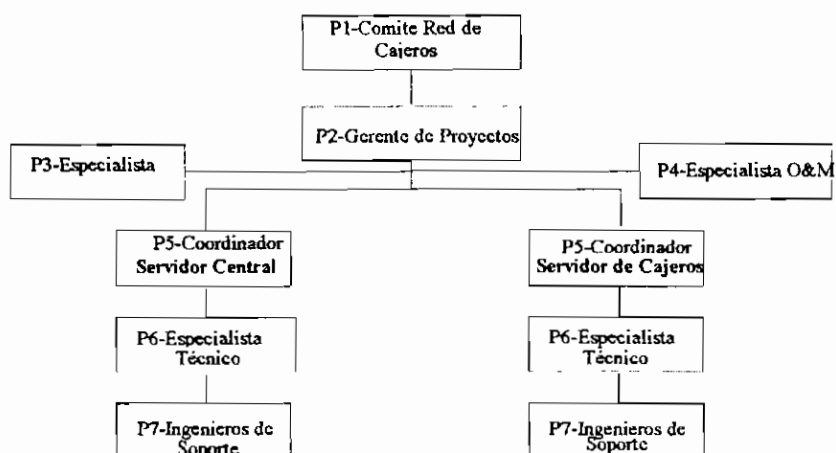 P1-Comite Red de
Cajeros
P2-Gerente de Proyectos
P3-Especialista
P4-Especialista O&M
P5-Coordinador
Servidor Central
P5-Coordinador
Servidor de Cajeros
P6-Especialista
Técnico
P6-Especialista
Técnico
P7-Ingenieros de
Soporte
P7-Ingenieros de
Soporte